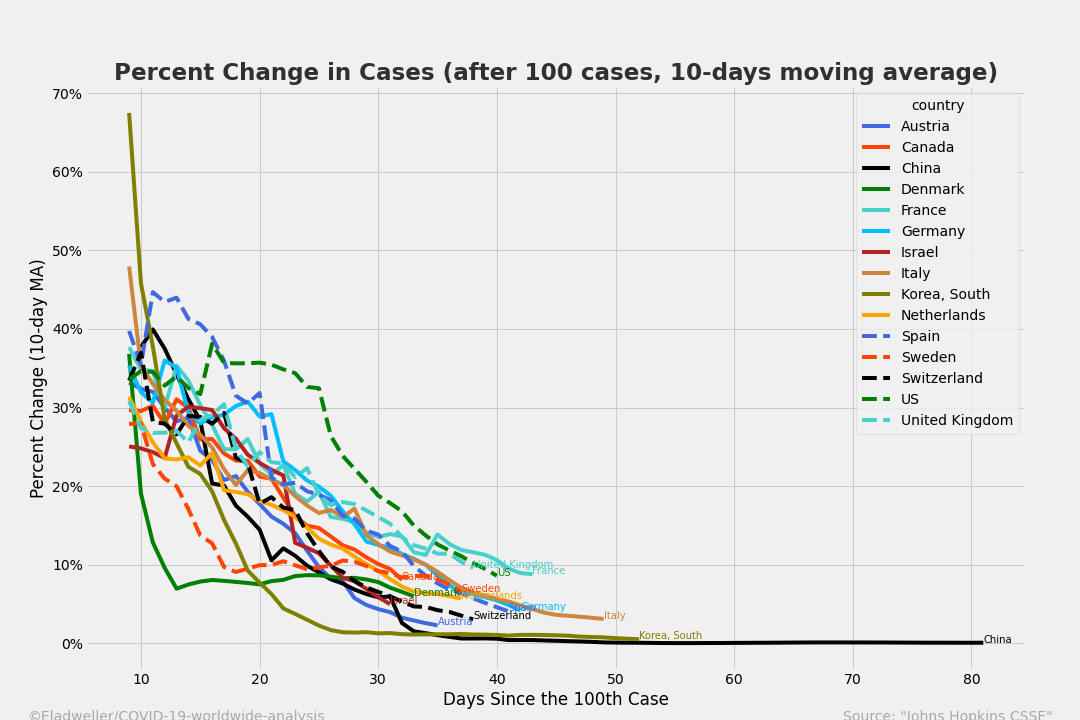 Percent Change in Cases (after 100 cases, 10-days moving average)
Percent Change (10-day MA)
70%
60%
50%
40%
30%
20%
10%
0%
country
Austria
Canada
China
Denmark
France
Germany
Israel
Italy
Korea, South
Netherlands
Spain
Sweden
Switzerland
US
United Kingdom
United Kingdom
US
France
Canada
Sweden
Denmark
Netherlands
Israel
Germany
Switzerland
Italy
Austria
Korea, South
China
10 20 30 40 50 60 70 80
Days Since the 100th Case
©Eladweller/COVID-19-worldwide-analysis
Source: "Johns Hopkins CSSE"